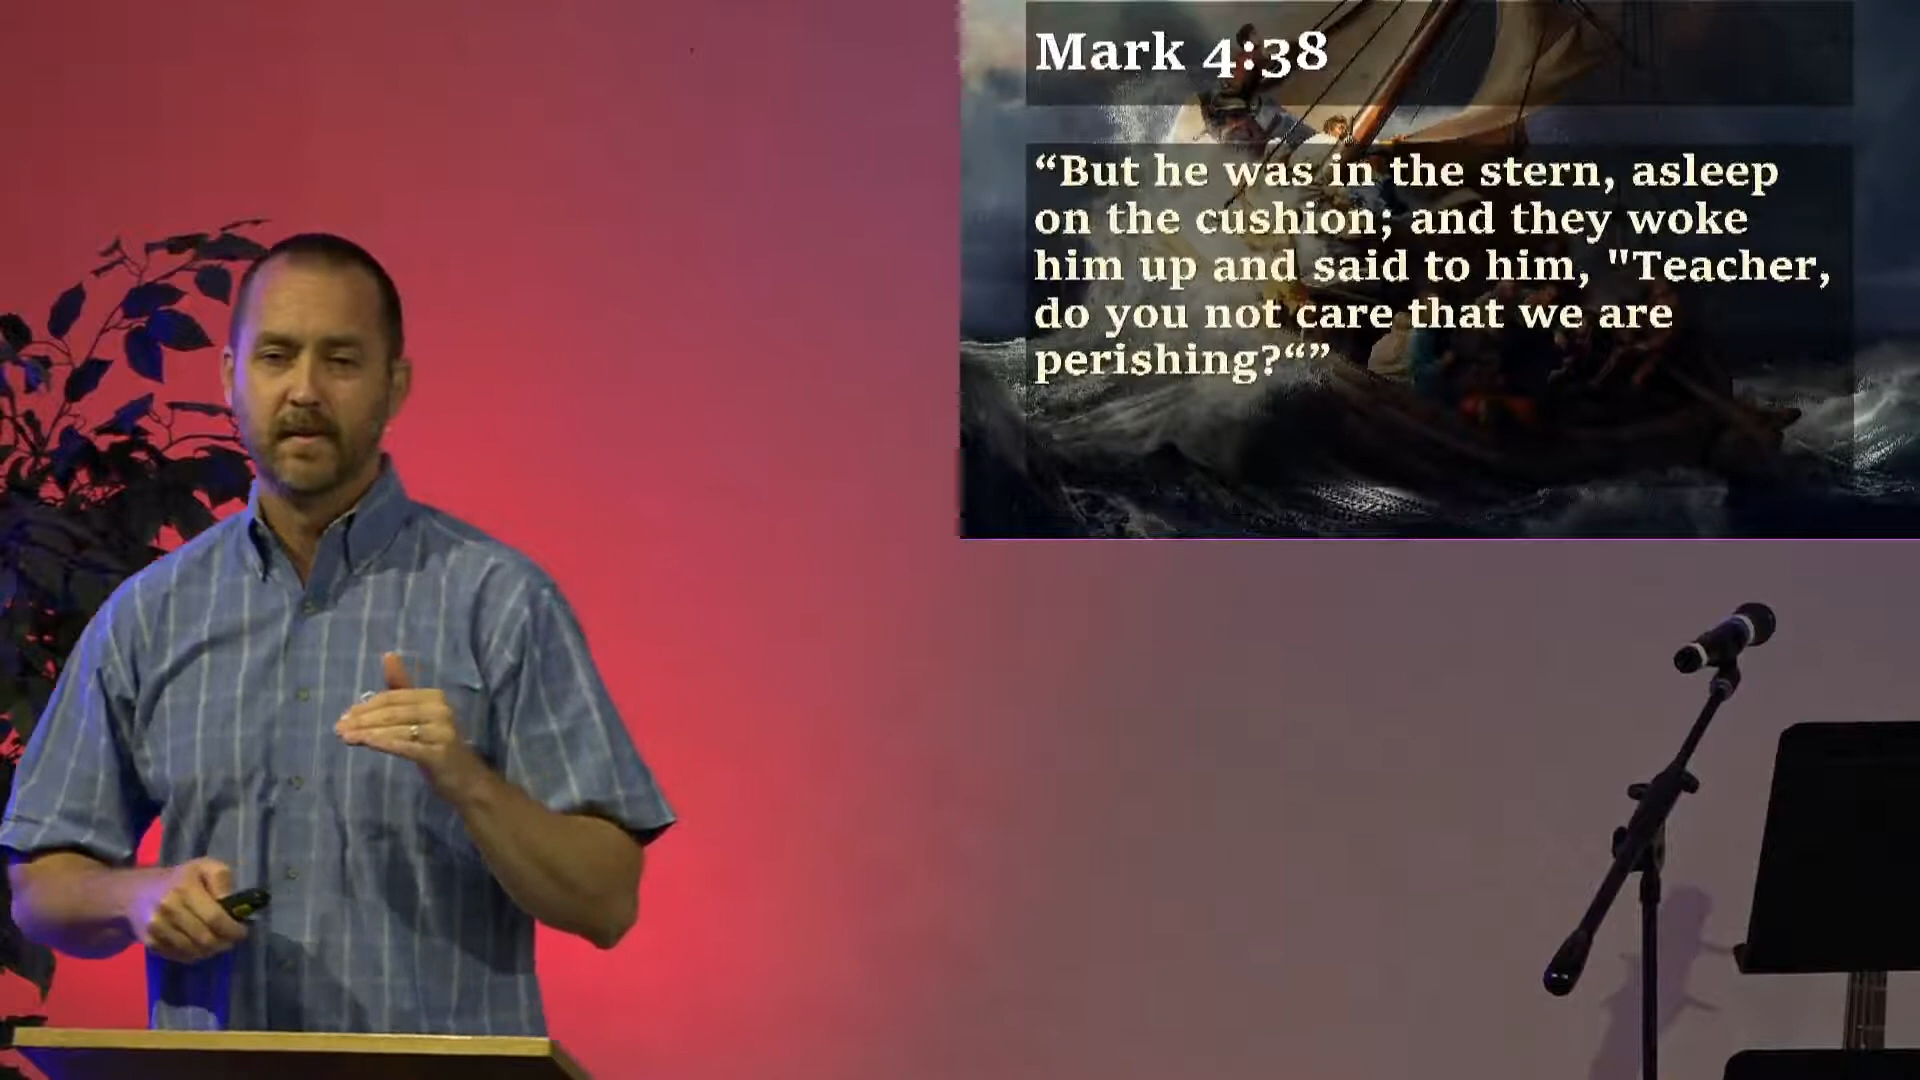 Mark 4:38
“But he was in the stern, asleep
on the cushion; and they woke
him up and said to him, "Teacher,
do you not care that we are
perishing?“”